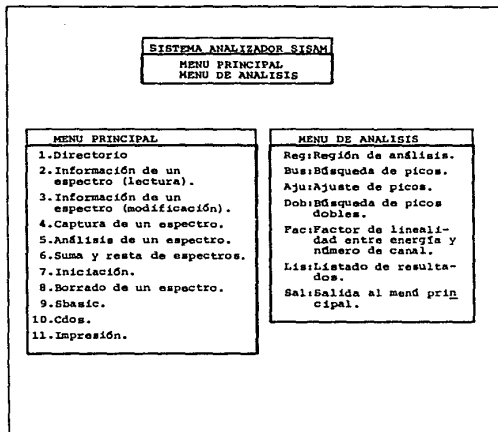 SISTEMA ANALIZADOR SISAM
MENU PRINCIPAL
MENU DE ANALISIS
MENU PRINCIPAL
1.Directorio
2.Información de un
espectro (lectura).
3.Información de un
espectro (modificación).
4.Captura de un espectro.
5.Análisis de un espectro.
6.Suma y resta de espectros.
7.Iniciación.
8.Borrado de un espectro.
9.Sbasic.
10.Cdos.
11.Impresión.
MENU DE ANALISIS
Reg:Región de análisis.
Bus:Búsqueda de picos.
Aju:Ajuste de picos.
Dob:Búsqueda de picos
dobles.
Fac:Factor de lineali-
dad entre energía y
número de canal.
Lis:Listado de resulta-
dos.
Sal:Salida al menú prin
cipal.